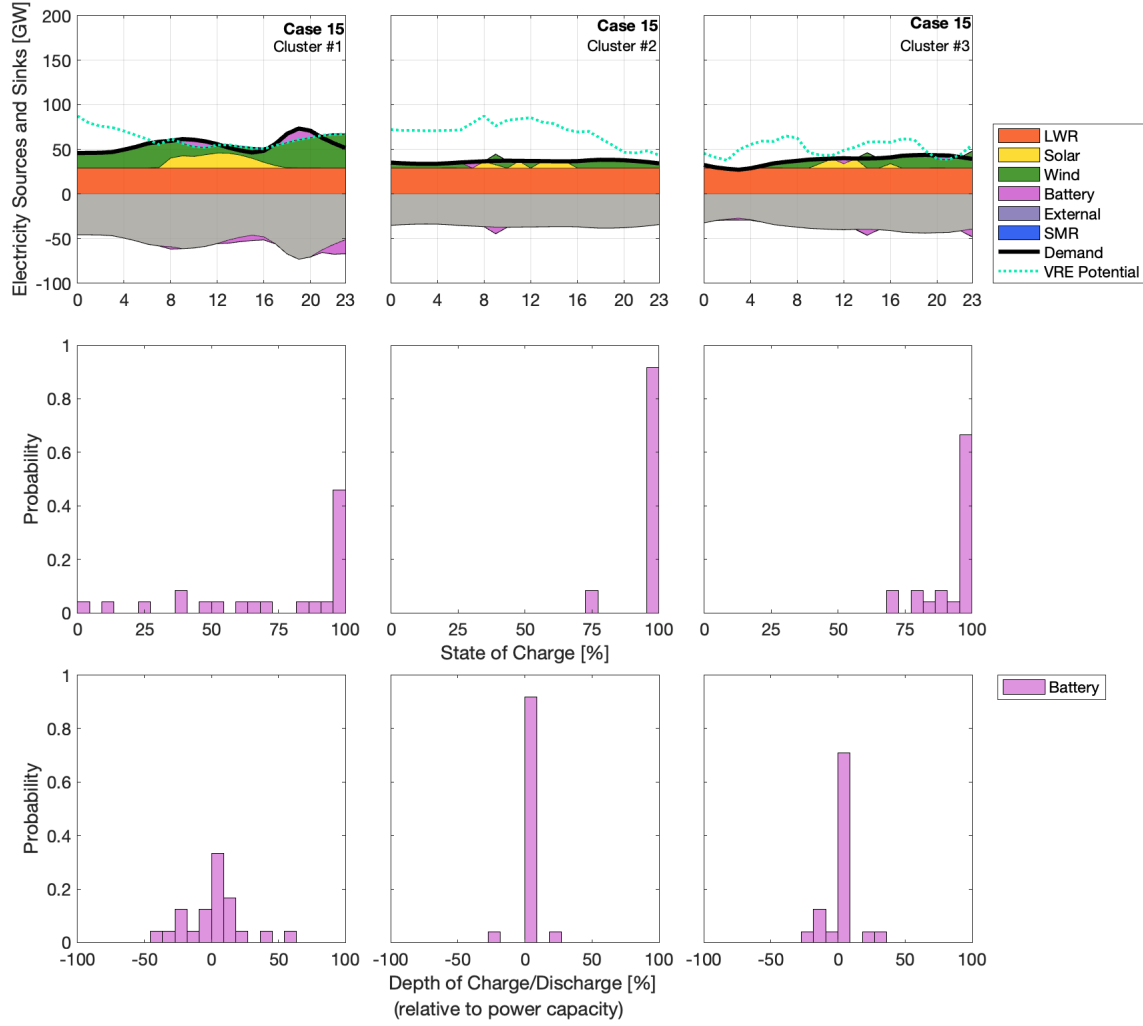 Electricity Sources and Sinks [GW]
200
150
100
50
0
-50
-100
Case 15
Cluster #1
Case 15
Cluster #2
Case 15
Cluster #3
0 4 8 12 16 20 23
0 4 8 12 16 20 23
0 4 8 12 16 20 23
LWR
Solar
Wind
Battery
External
SMR
Demand
VRE Potential
Probability
1
0.8
0.6
0.4
0.2
0
0 25 50 75 100
0 25 50 75 100
0 25 50 75 100
State of Charge [%]
Probability
1
0.8
0.6
0.4
0.2
0
Battery
-100 -50 0 50 100
-100 -50 0 50 100
-100 -50 0 50 100
Depth of Charge/Discharge [%]
(relative to power capacity)